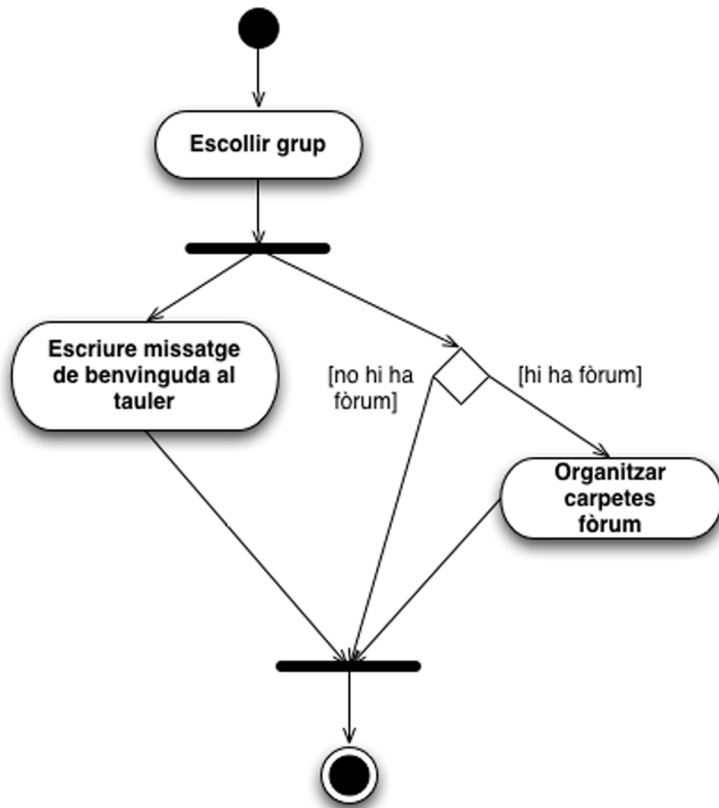 Escollir grup
Escriure missatge
de benvinguda al
tauler
[no hi ha
fòrum]
[hi ha fòrum]
Organitzar
carpetes
fòrum